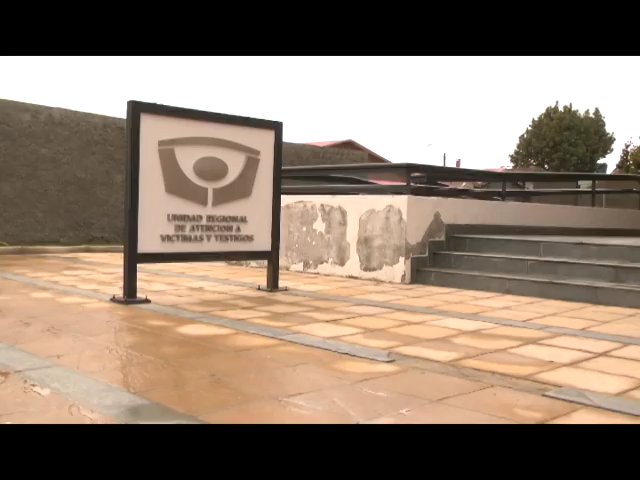 UNIDAD REGIONAL
DE ATENCION A
VICTIMAS Y TESTIGOS